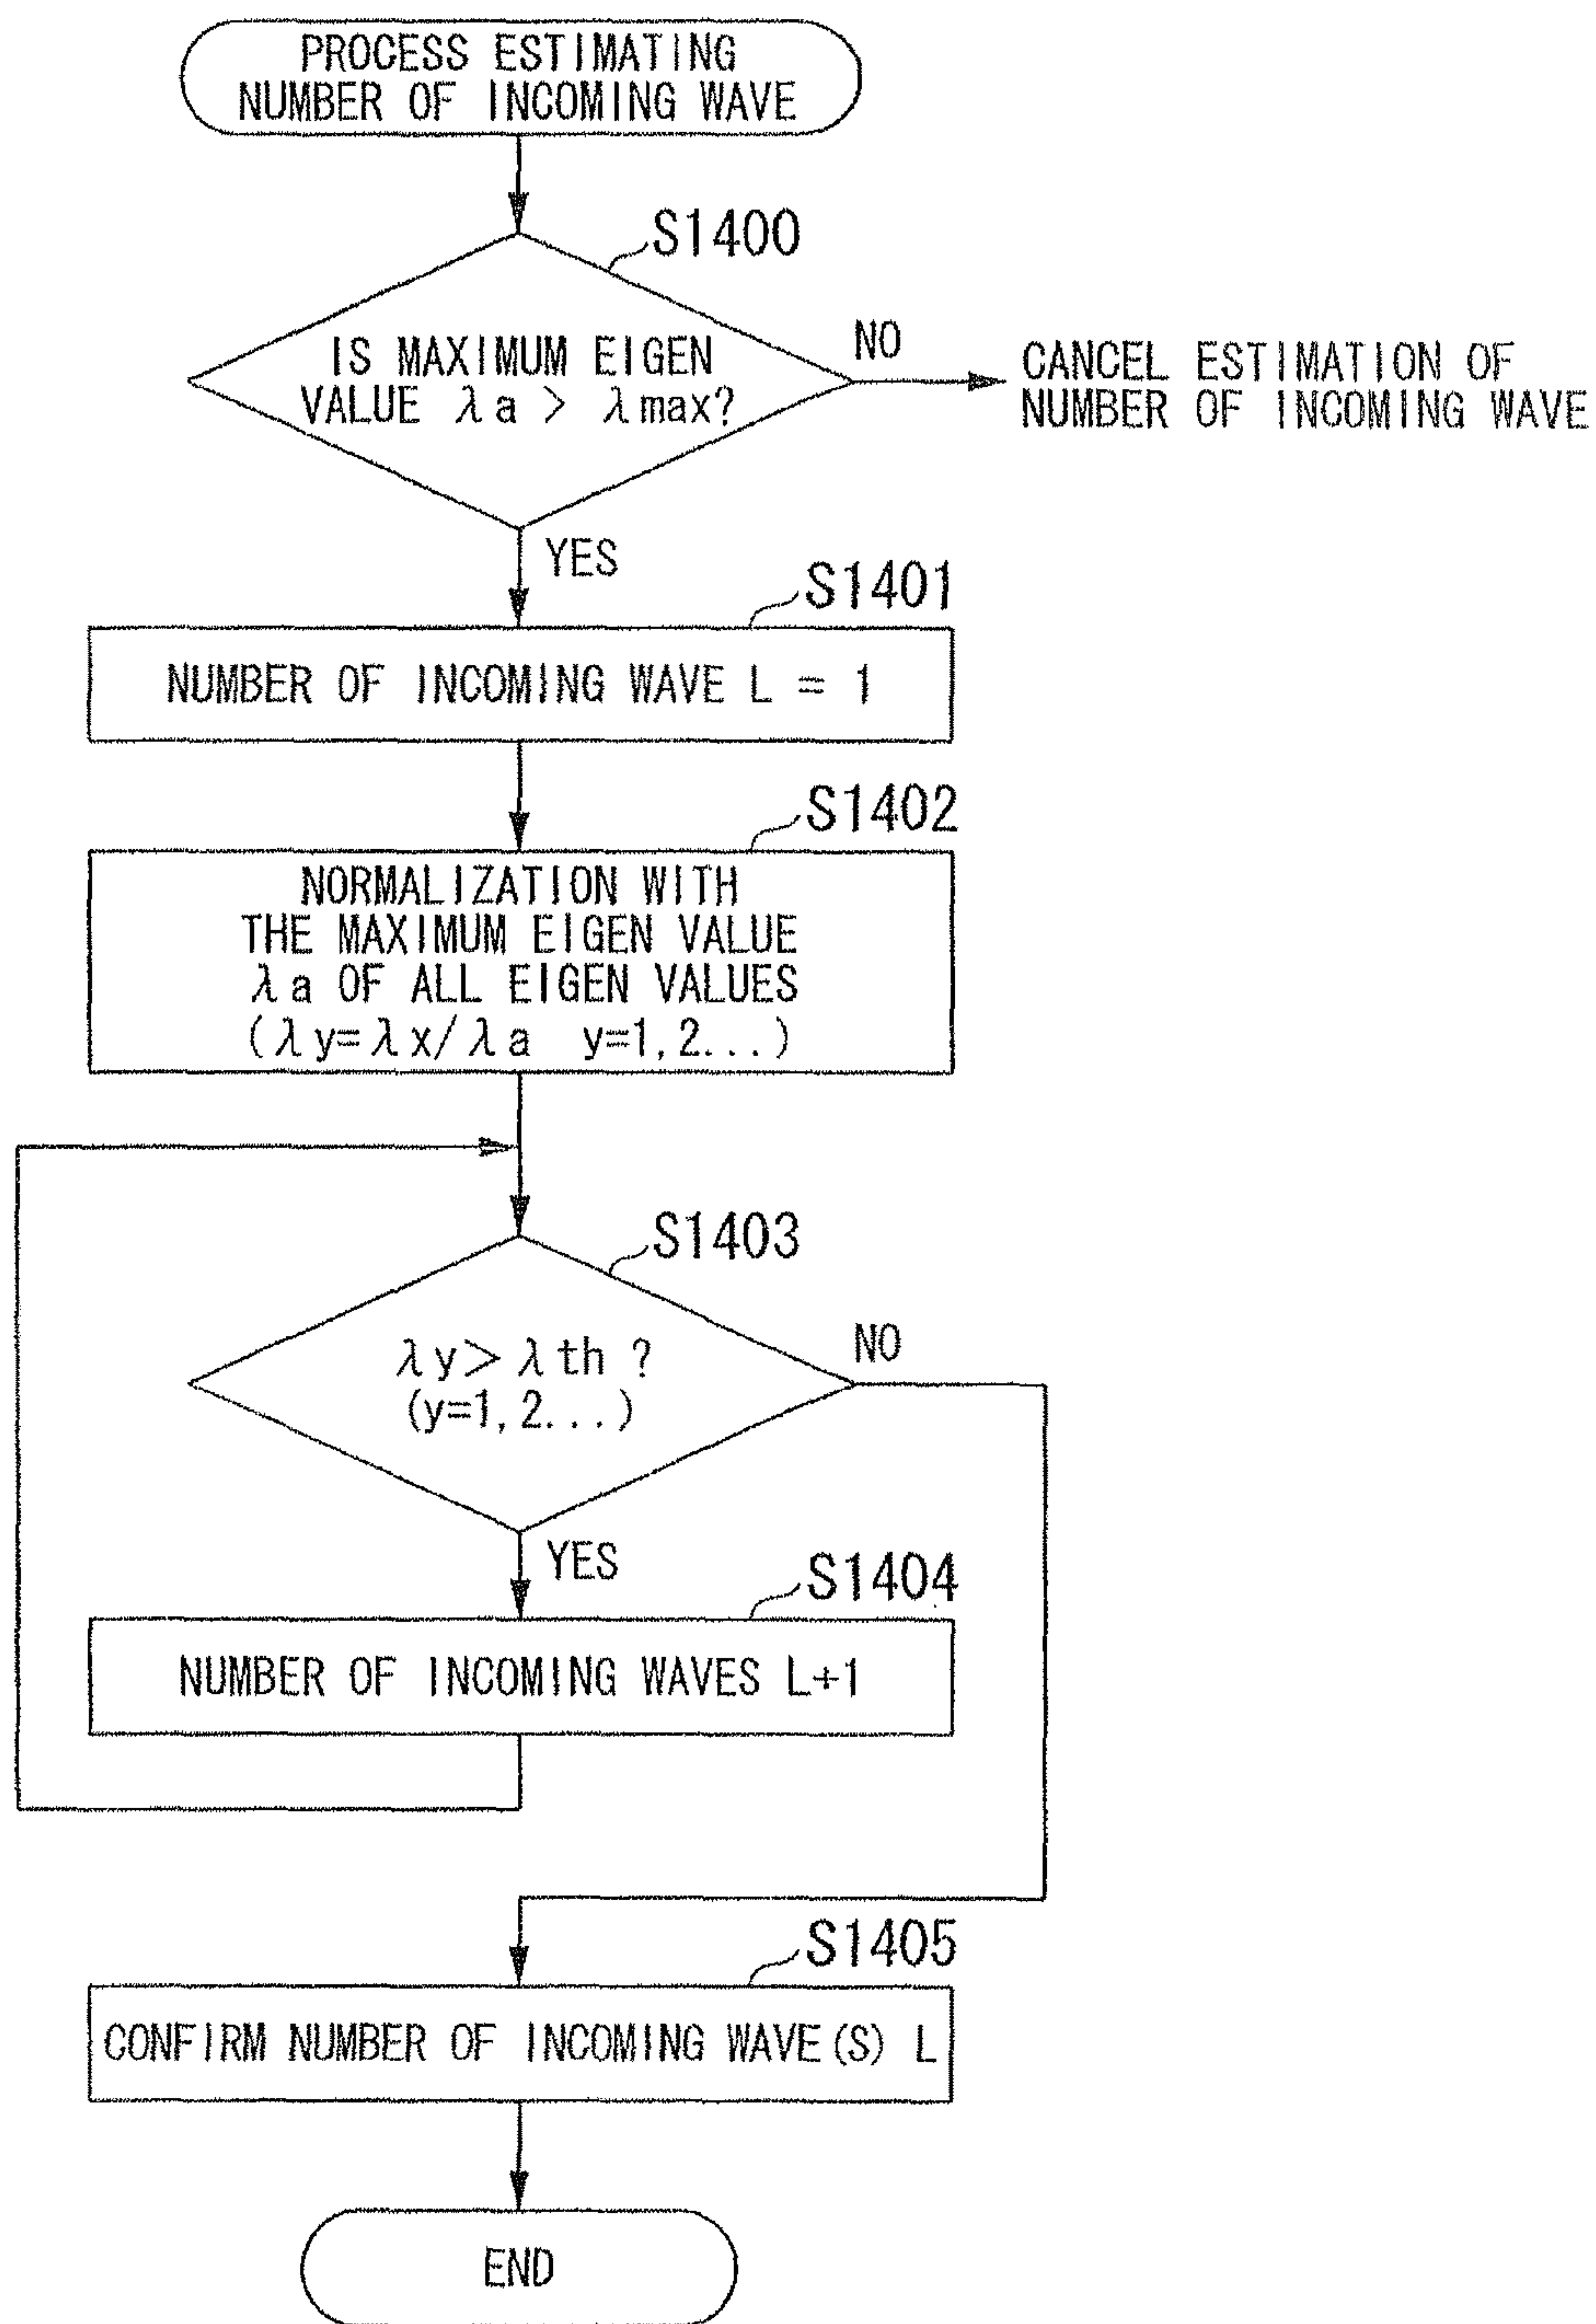 PROCESS ESTIMATING
NUMBER OF INCOMING WAVE
S1400
IS MAXIMUM EIGEN
VALUE λa > λmax?
NO
CANCEL ESTIMATION OF
NUMBER OF INCOMING WAVE
YES
S1401
NUMBER OF INCOMING WAVE L = 1
S1402
NORMALIZATION WITH
THE MAXIMUM EIGEN VALUE
λa OF ALL EIGEN VALUES
(λy=λx/λa y=1,2...)
S1403
λy>λth ?
(y=1,2...)
NO
YES
S1404
NUMBER OF INCOMING WAVES L+1
S1405
CONFIRM NUMBER OF INCOMING WAVE(S) L
END